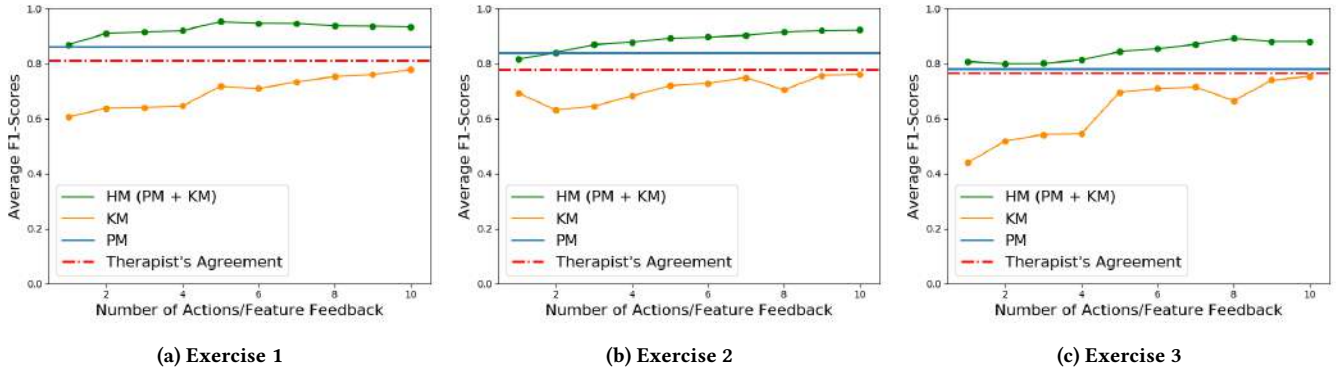 1.0
0.8
0.6
0.4
0.2
0.0
Average F1-Scores
HM (PM + KM)
KM
PM
Therapist's Agreement
2
4
6
8
10
Number of Actions/Feature Feedback
(a) Exercise 1
1.0
0.8
0.6
0.4
0.2
0.0
Average F1-Scores
HM (PM + KM)
KM
PM
Therapist's Agreement
2
4
6
8
10
Number of Actions/Feature Feedback
(b) Exercise 2
1.0
0.8
0.6
0.4
0.2
0.0
Average F1-Scores
HM (PM + KM)
KM
PM
Therapist's Agreement
2
4
6
8
10
Number of Actions/Feature Feedback
(c) Exercise 3